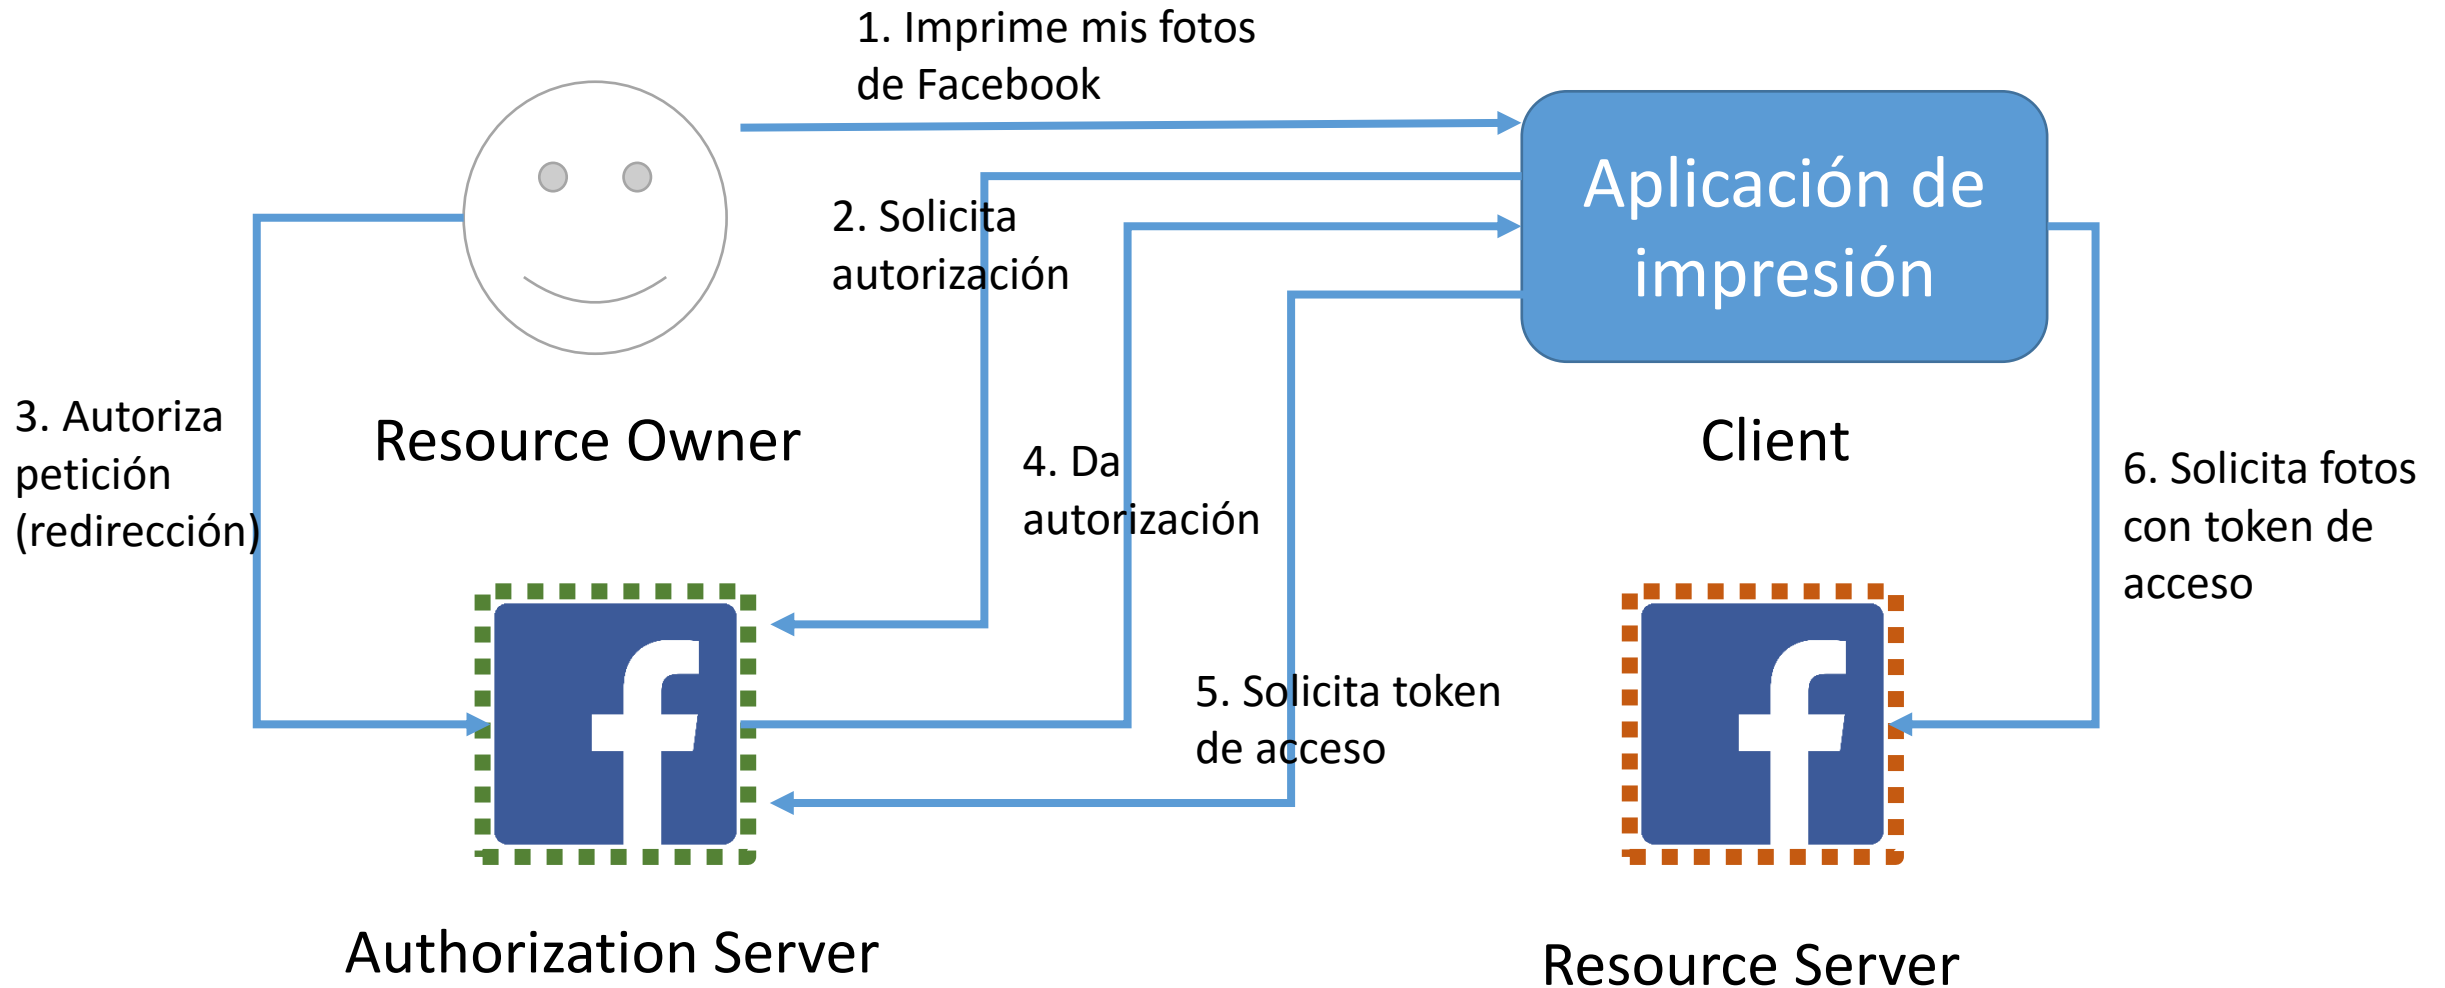 1. Imprime mis fotos
de Facebook
Aplicación de
impresión
2. Solicita
autorización
3. Autoriza
petición
(redirección)
Resource Owner
Client
4. Da
autorización
6. Solicita fotos
con token de
acceso
5. Solicita token
de acceso
f
f
Authorization Server
Resource Server